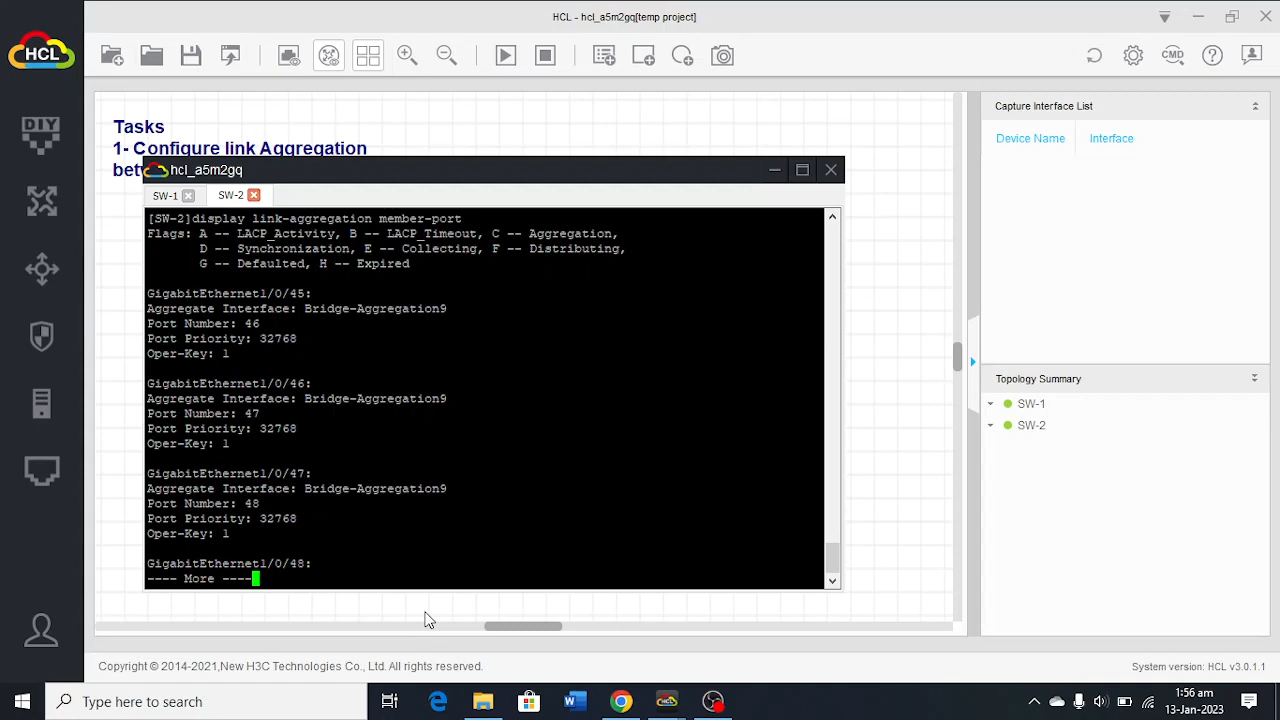 HCL - hcl_a5m2gq[temp project]
HCL
CMD
DIY
Tasks
1- Configure link Aggregation
bet
hcl_a5m2gq
SW-1
SW-2
[SW-2]display link-aggregation member-port
Flags: A -- LACP_Activity, B -- LACP_Timeout, C -- Aggregation,
D -- Synchronization, E -- Collecting, F -- Distributing,
G -- Defaulted, H -- Expired
GigabitEthernet1/0/45:
Aggregate Interface: Bridge-Aggregation9
Port Number: 46
Port Priority: 32768
Oper-Key: 1
GigabitEthernet1/0/46:
Aggregate Interface: Bridge-Aggregation9
Port Number: 47
Port Priority: 32768
Oper-Key: 1
GigabitEthernet1/0/47:
Aggregate Interface: Bridge-Aggregation9
Port Number: 48
Port Priority: 32768
Oper-Key: 1
GigabitEthernet1/0/48:
---- More ----
Capture Interface List
Device Name
Interface
Topology Summary
SW-1
SW-2
Copyright © 2014-2021,New H3C Technologies Co., Ltd. All rights reserved.
System version: HCL v3.0.1.1
Type here to search
1:56 am
13-Jan-2023